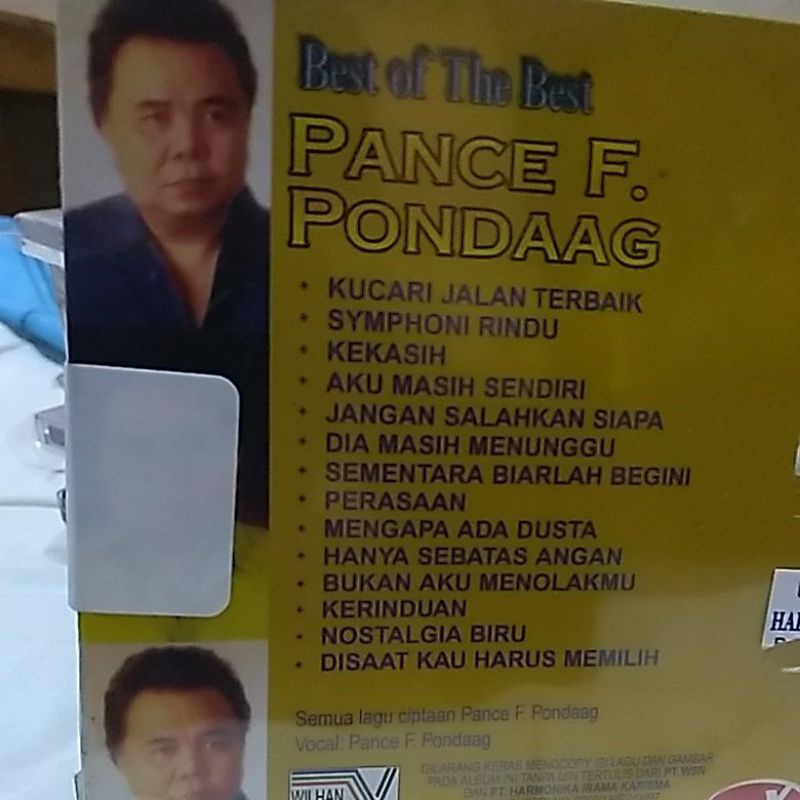 Best of The Best
PANCE F.
PONDAAG
• KUCARI JALAN TERBAIK
• SYMPHONI RINDU
• KEKASIH
• AKU MASIH SENDIRI
• JANGAN SALAHKAN SIAPA
• DIA MASIH MENUNGGU
• SEMENTARA BIARLAH BEGINI
• PERASAAN
• MENGAPA ADA DUSTA
• HANYA SEBATAS ANGAN
• BUKAN AKU MENOLAKMU
• KERINDUAN
• NOSTALGIA BIRU
• DISAAT KAU HARUS MEMILIH
Semua lagu ciptaan Pance F. Pondaag
Vocal: Pance F. Pondaag
DILARANG KERAS MENGCOPY ISI LAGU DAN GAMBAR
PADA ALBUM INI TANPA IJIN TERTULIS DARI PT. WSN
DAN PT. HARMONIKA IRAMA KARISMA
WILHAN